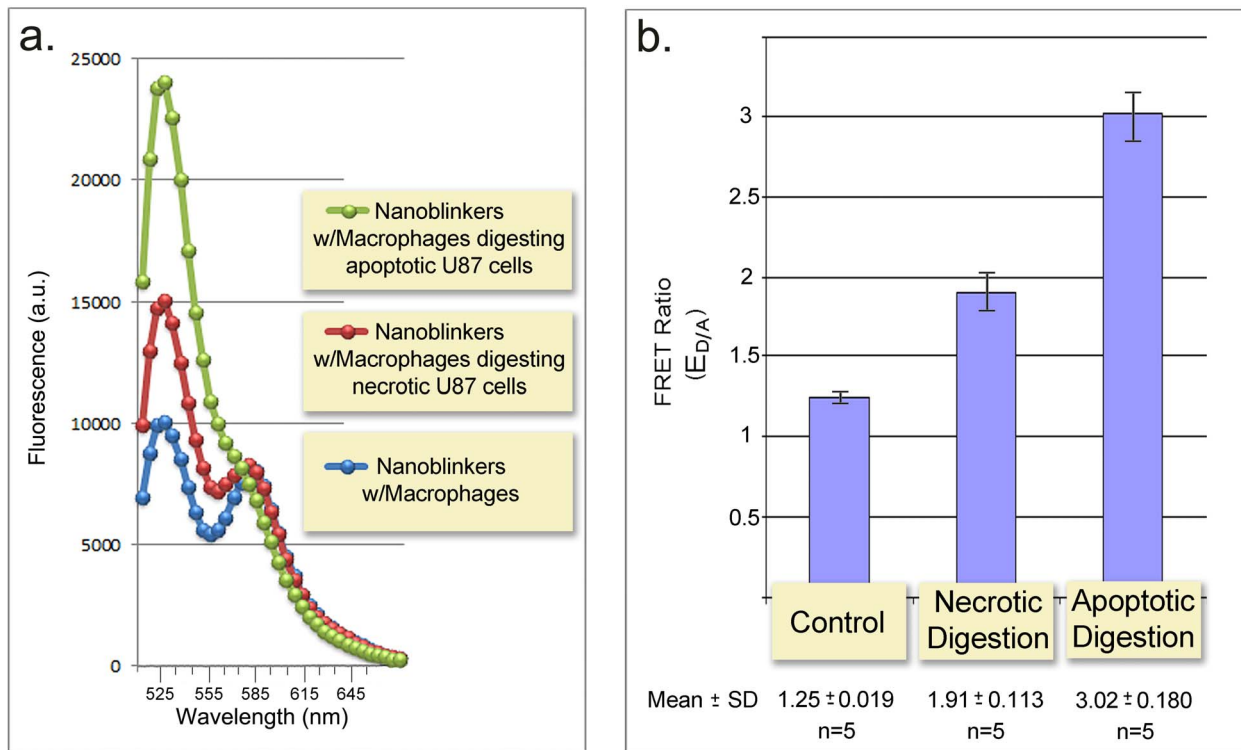 a.
25000
20000
15000
10000
5000
0
Fluorescence (a.u.)
Nanoblinkers
w/Macrophages digesting
apoptotic U87 cells
Nanoblinkers
w/Macrophages digesting
necrotic U87 cells
Nanoblinkers
w/Macrophages
525 555 585 615 645
Wavelength (nm)
b.
3
2.5
2
1.5
1
0.5
FRET Ratio
(E_D/A)
Control
Necrotic
Digestion
Apoptotic
Digestion
Mean ± SD 1.25 ± 0.019 1.91 ± 0.113 3.02 ± 0.180
n=5 n=5 n=5